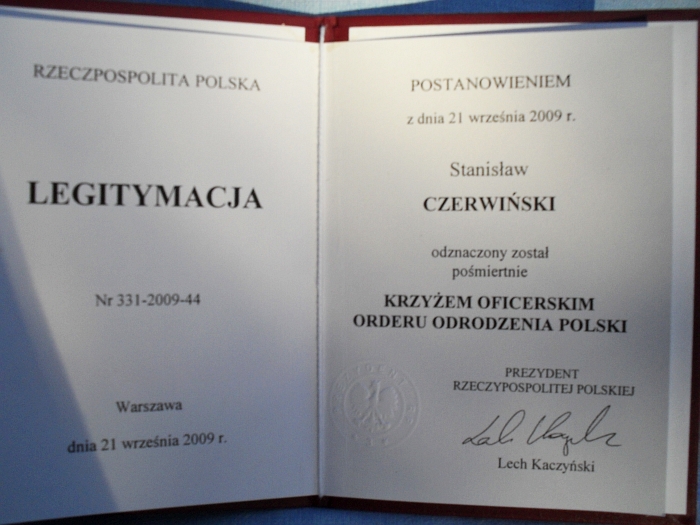 RZECZPOSPOLITA POLSKA
LEGITYMACJA
Nr 331-2009-44
Warszawa
dnia 21 września 2009 r.
POSTANOWIENIEM
z dnia 21 września 2009 r.
Stanisław
CZERWIŃSKI
odznaczony został
pośmiertnie
KRZYŻEM OFICERSKIM
ORDERU ODRODZENIA POLSKI
PREZYDENT
RZECZYPOSPOLITEJ POLSKIEJ
Lech Kaczyński